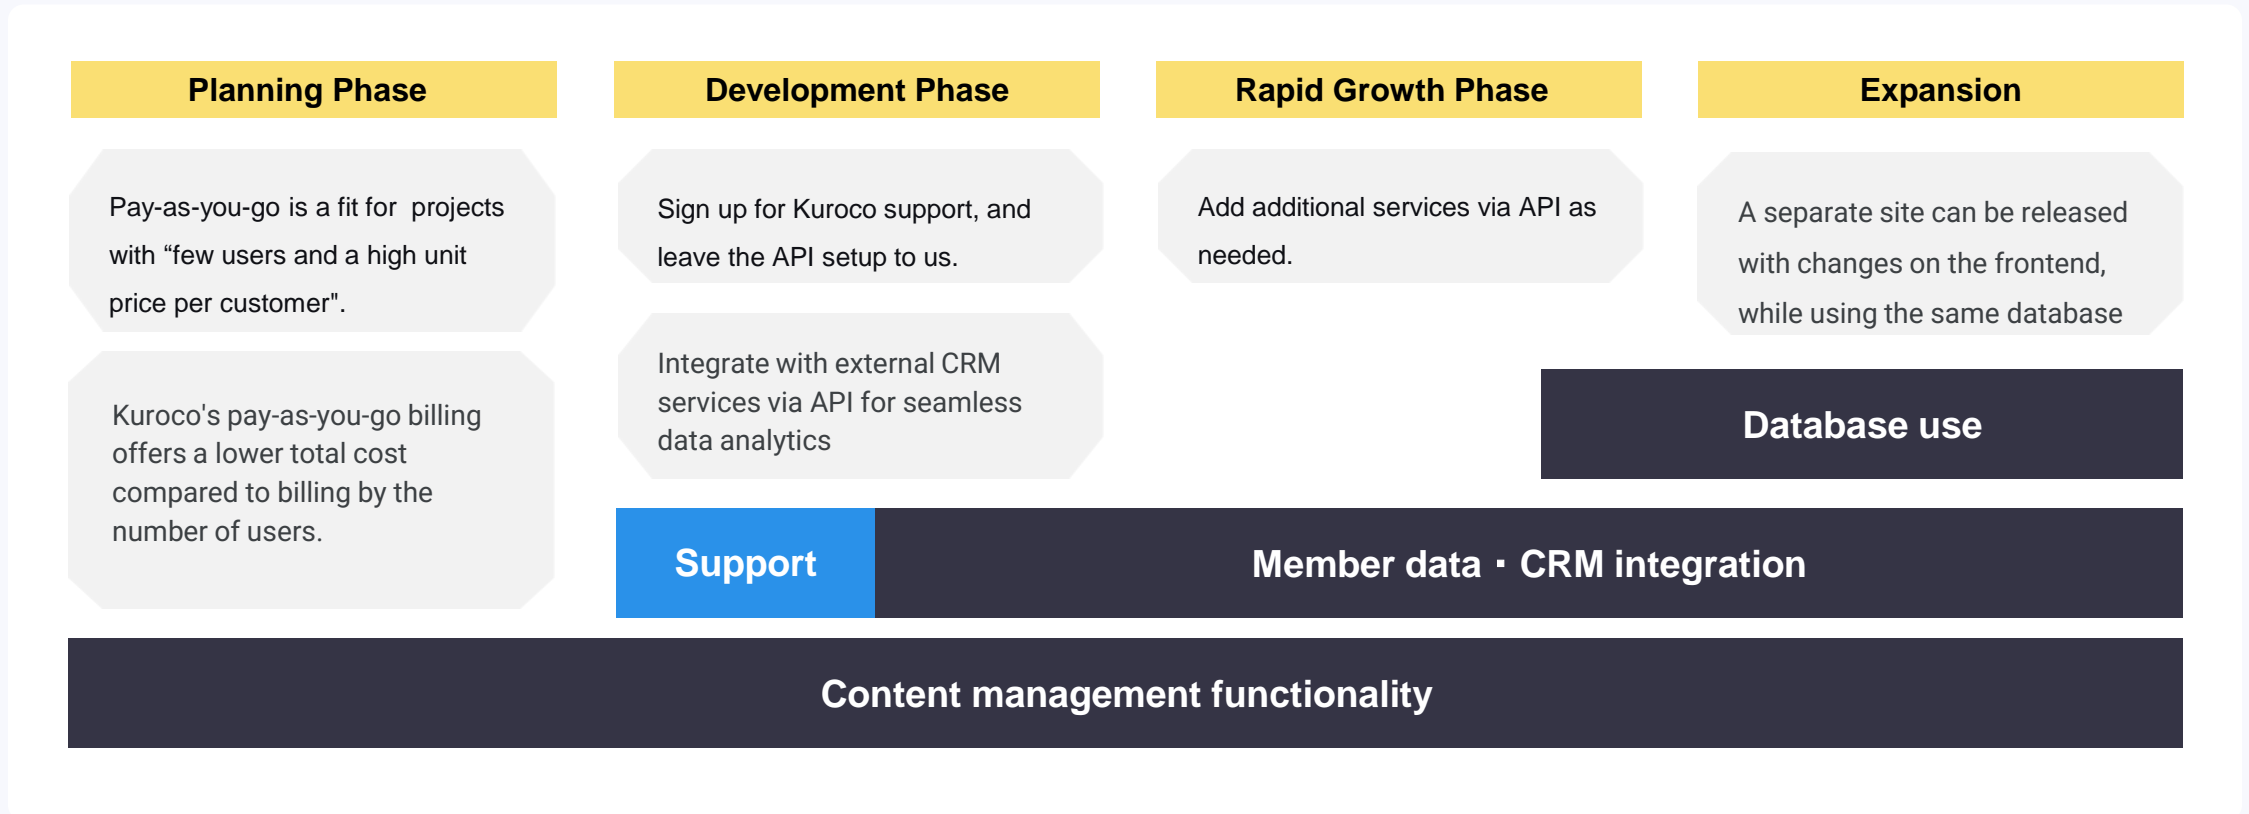 Planning Phase
Development Phase
Rapid Growth Phase
Expansion
Pay-as-you-go is a fit for  projects
with “few users and a high unit
price per customer".
Kuroco's pay-as-you-go billing
offers a lower total cost
compared to billing by the
number of users.
Sign up for Kuroco support, and
leave the API setup to us.
Integrate with external CRM
services via API for seamless
data analytics
Add additional services via API as
needed.
A separate site can be released
with changes on the frontend,
while using the same database
Database use
Support
Member data・CRM integration
Content management functionality